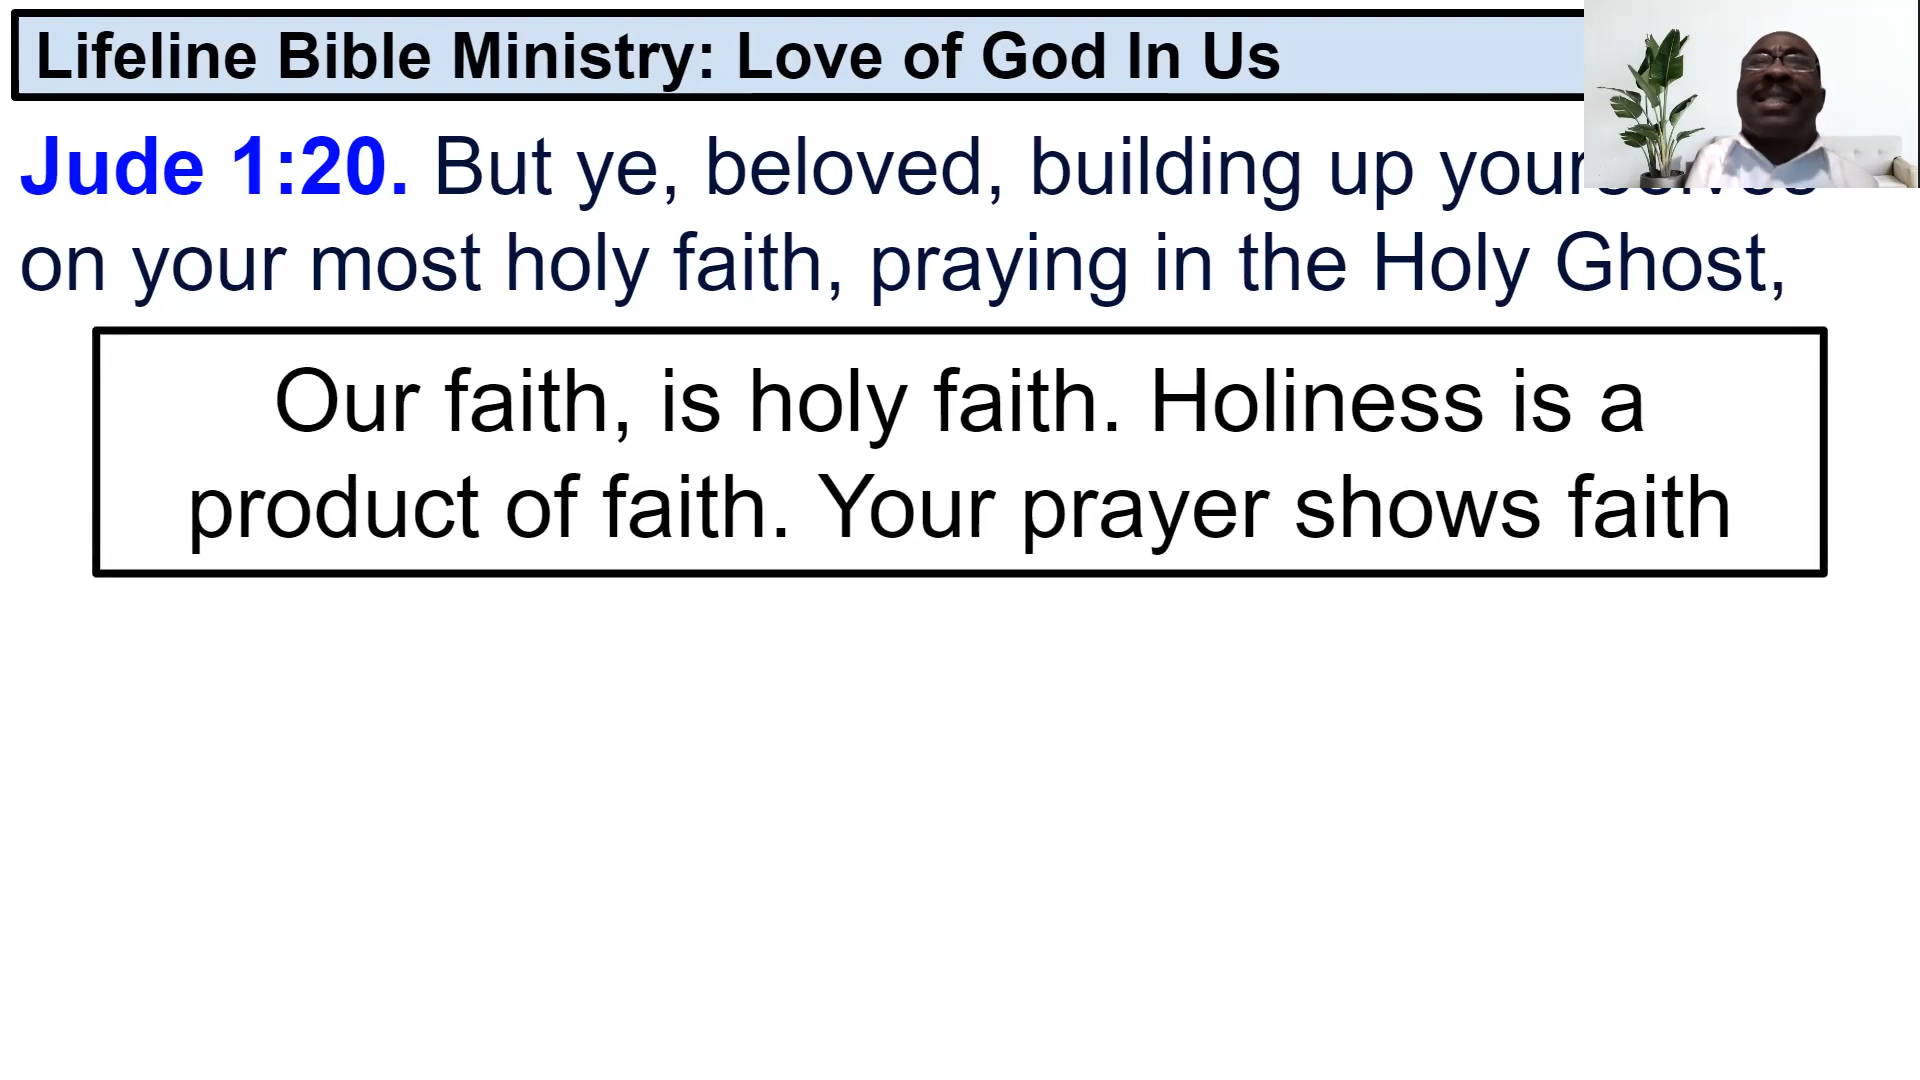 Lifeline Bible Ministry: Love of God In Us
Jude 1:20. But ye, beloved, building up yourselves
on your most holy faith, praying in the Holy Ghost,
Our faith, is holy faith. Holiness is a
product of faith. Your prayer shows faith